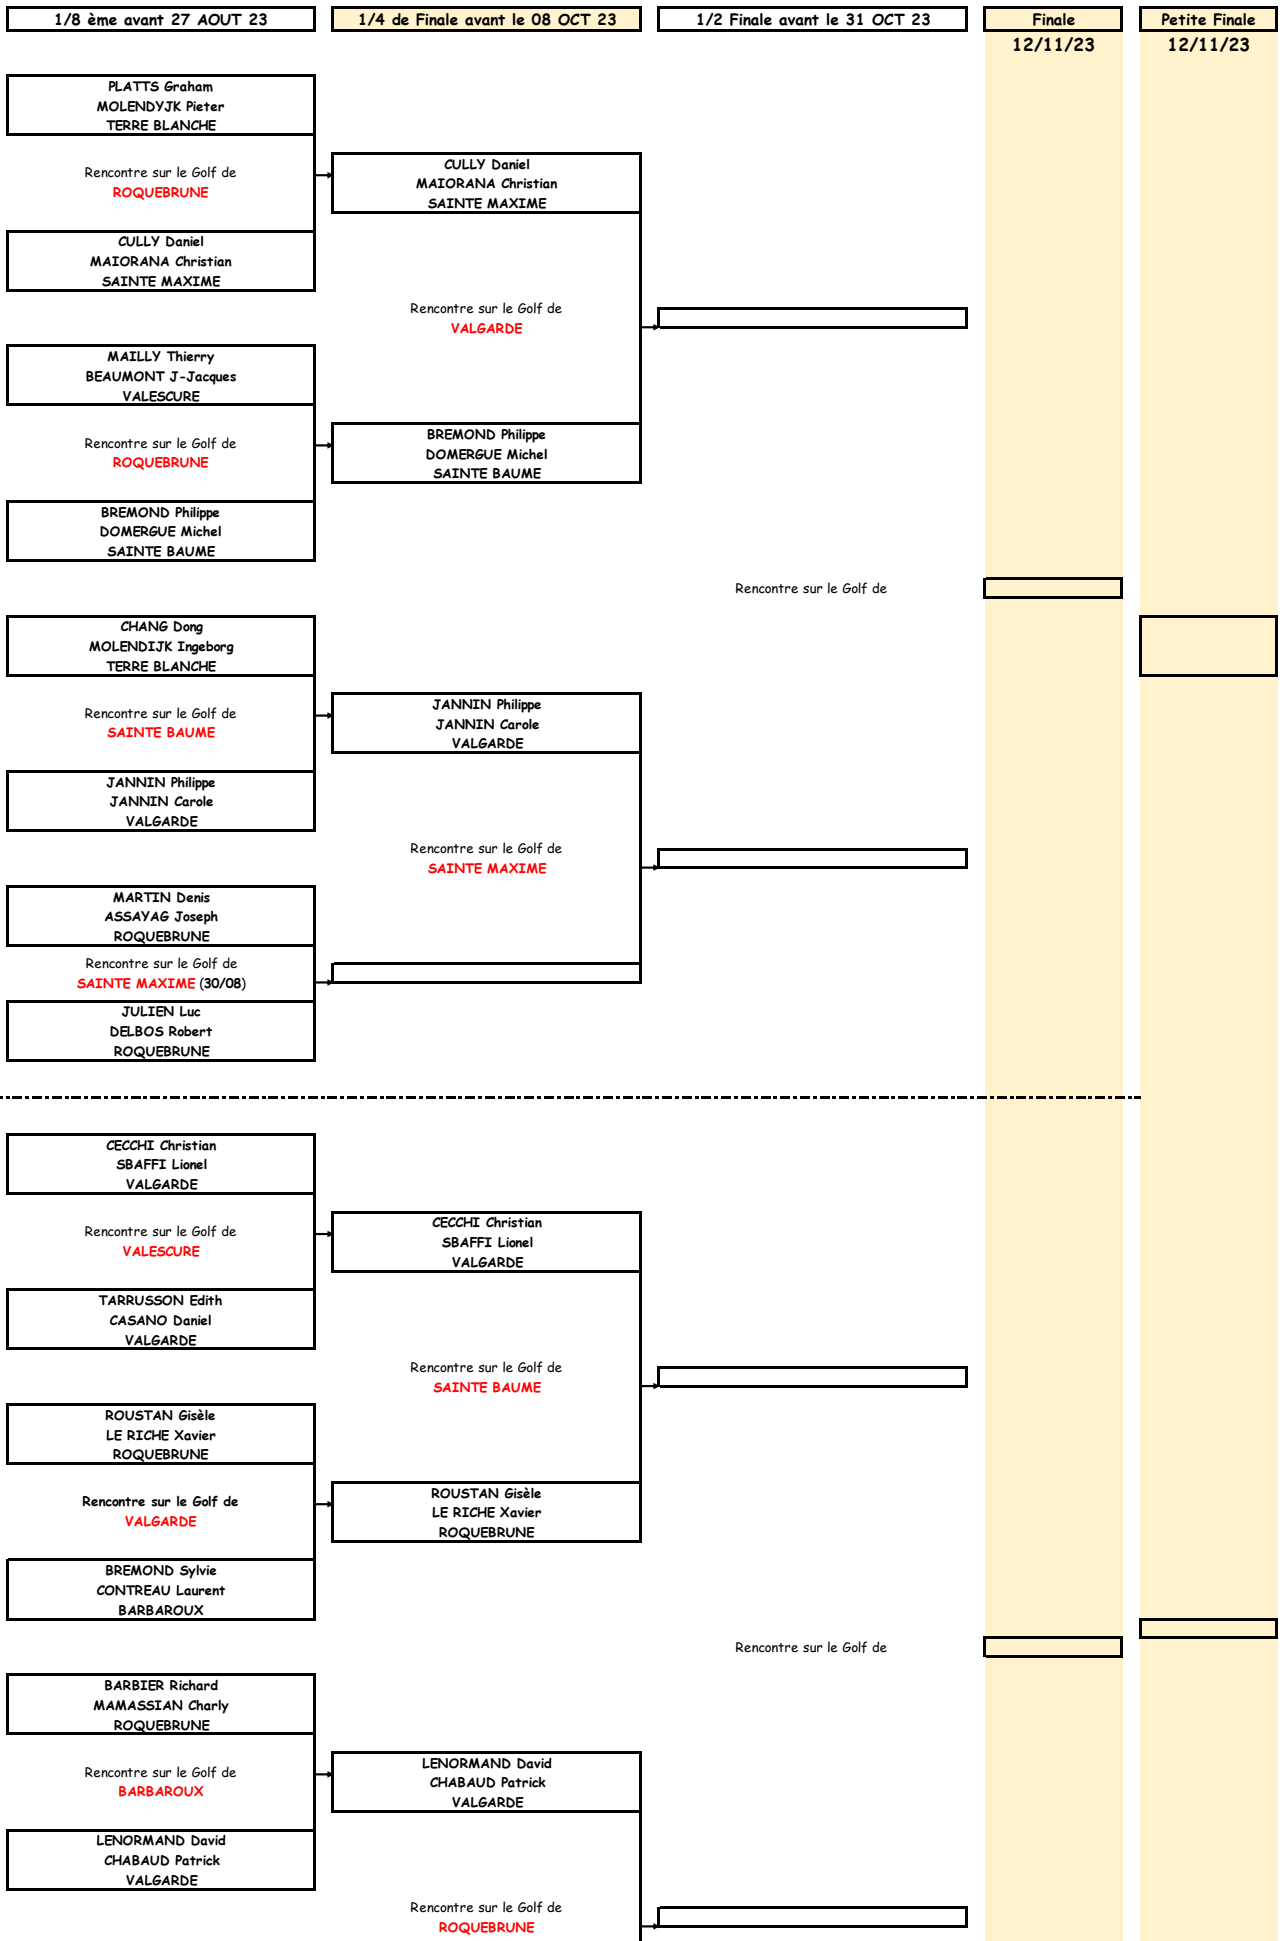 1/8 ème avant 27 AOUT 23
1/4 de Finale avant le 08 OCT 23
1/2 Finale avant le 31 OCT 23
Finale
Petite Finale
12/11/23
12/11/23
PLATTS Graham
MOLENDYJK Pieter
TERRE BLANCHE
Rencontre sur le Golf de
ROQUEBRUNE
CULLY Daniel
MAIORANA Christian
SAINTE MAXIME
CULLY Daniel
MAIORANA Christian
SAINTE MAXIME
Rencontre sur le Golf de
VALGARDE
MAILLY Thierry
BEAUMONT J-Jacques
VALESCURE
Rencontre sur le Golf de
ROQUEBRUNE
BREMOND Philippe
DOMERGUE Michel
SAINTE BAUME
BREMOND Philippe
DOMERGUE Michel
SAINTE BAUME
Rencontre sur le Golf de
CHANG Dong
MOLENDIJK Ingeborg
TERRE BLANCHE
Rencontre sur le Golf de
SAINTE BAUME
JANNIN Philippe
JANNIN Carole
VALGARDE
JANNIN Philippe
JANNIN Carole
VALGARDE
Rencontre sur le Golf de
SAINTE MAXIME
MARTIN Denis
ASSAYAG Joseph
ROQUEBRUNE
Rencontre sur le Golf de
SAINTE MAXIME (30/08)
JULIEN Luc
DELBOS Robert
ROQUEBRUNE
CECCHI Christian
SBAFFI Lionel
VALGARDE
Rencontre sur le Golf de
VALESCURE
CECCHI Christian
SBAFFI Lionel
VALGARDE
TARRUSSON Edith
CASANO Daniel
VALGARDE
Rencontre sur le Golf de
SAINTE BAUME
ROUSTAN Gisèle
LE RICHE Xavier
ROQUEBRUNE
Rencontre sur le Golf de
VALGARDE
ROUSTAN Gisèle
LE RICHE Xavier
ROQUEBRUNE
BREMOND Sylvie
CONTREAU Laurent
BARBAROUX
Rencontre sur le Golf de
BARBIER Richard
MAMASSIAN Charly
ROQUEBRUNE
Rencontre sur le Golf de
BARBAROUX
LENORMAND David
CHABAUD Patrick
VALGARDE
LENORMAND David
CHABAUD Patrick
VALGARDE
Rencontre sur le Golf de
ROQUEBRUNE